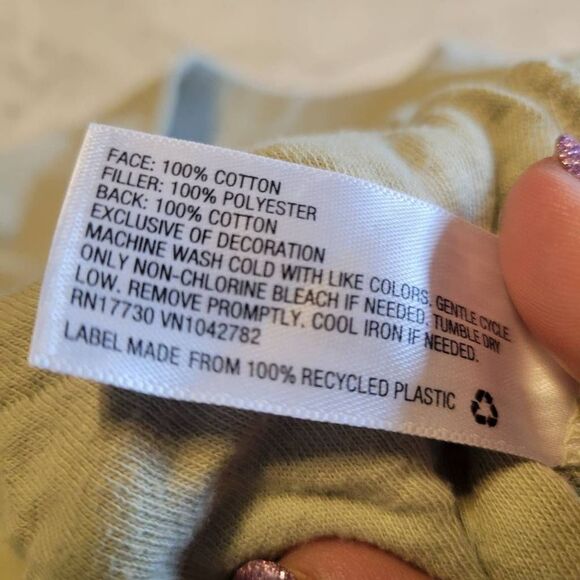 FACE: 100% COTTON
FILLER: 100% POLYESTER
BACK: 100% COTTON
EXCLUSIVE OF DECORATION
MACHINE WASH COLD WITH LIKE COLORS. GENTLE CYCLE.
ONLY NON-CHLORINE BLEACH IF NEEDED. TUMBLE DRY
LOW. REMOVE PROMPTLY. COOL IRON IF NEEDED.
RN17730 VN1042782
LABEL MADE FROM 100% RECYCLED PLASTIC